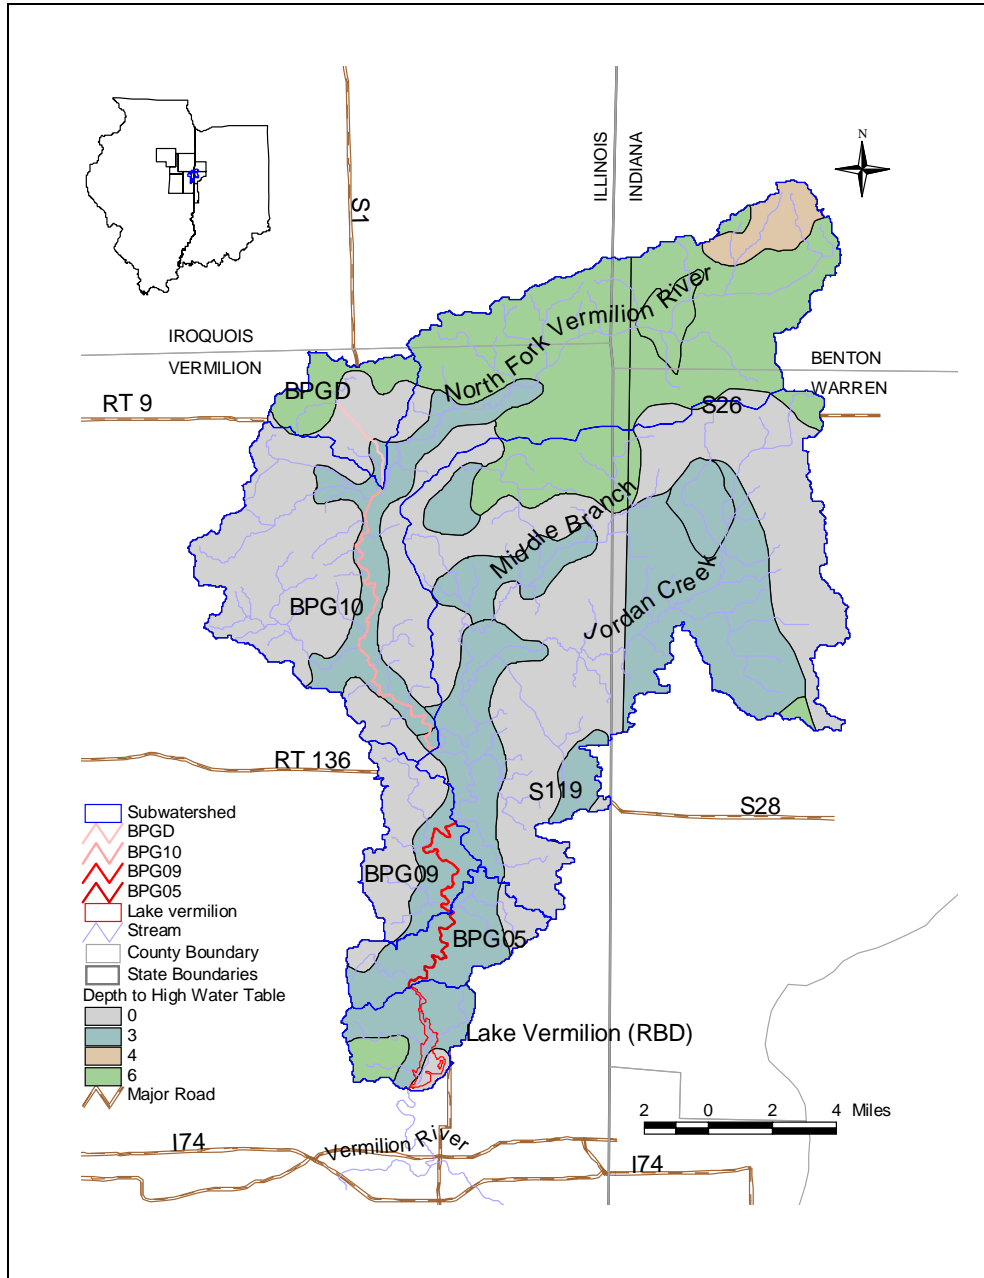 N
ILLINOIS
INDIANA
S1
North Fork Vermilion River
IROQUOIS
VERMILION
BENTON
WARREN
BPGD
RT 9
S26
Middle Branch
Jordan Creek
BPG10
RT 136
S119
S28
BPG09
BPG05
Subwatershed
BPGD
BPG10
BPG09
BPG05
Lake vermilion
Stream
County Boundary
State Boundaries
Depth to High Water Table
0
3
4
6
Major Road
Lake Vermilion (RBD)
2 0 2 4 Miles
I74
Vermilion River
I74